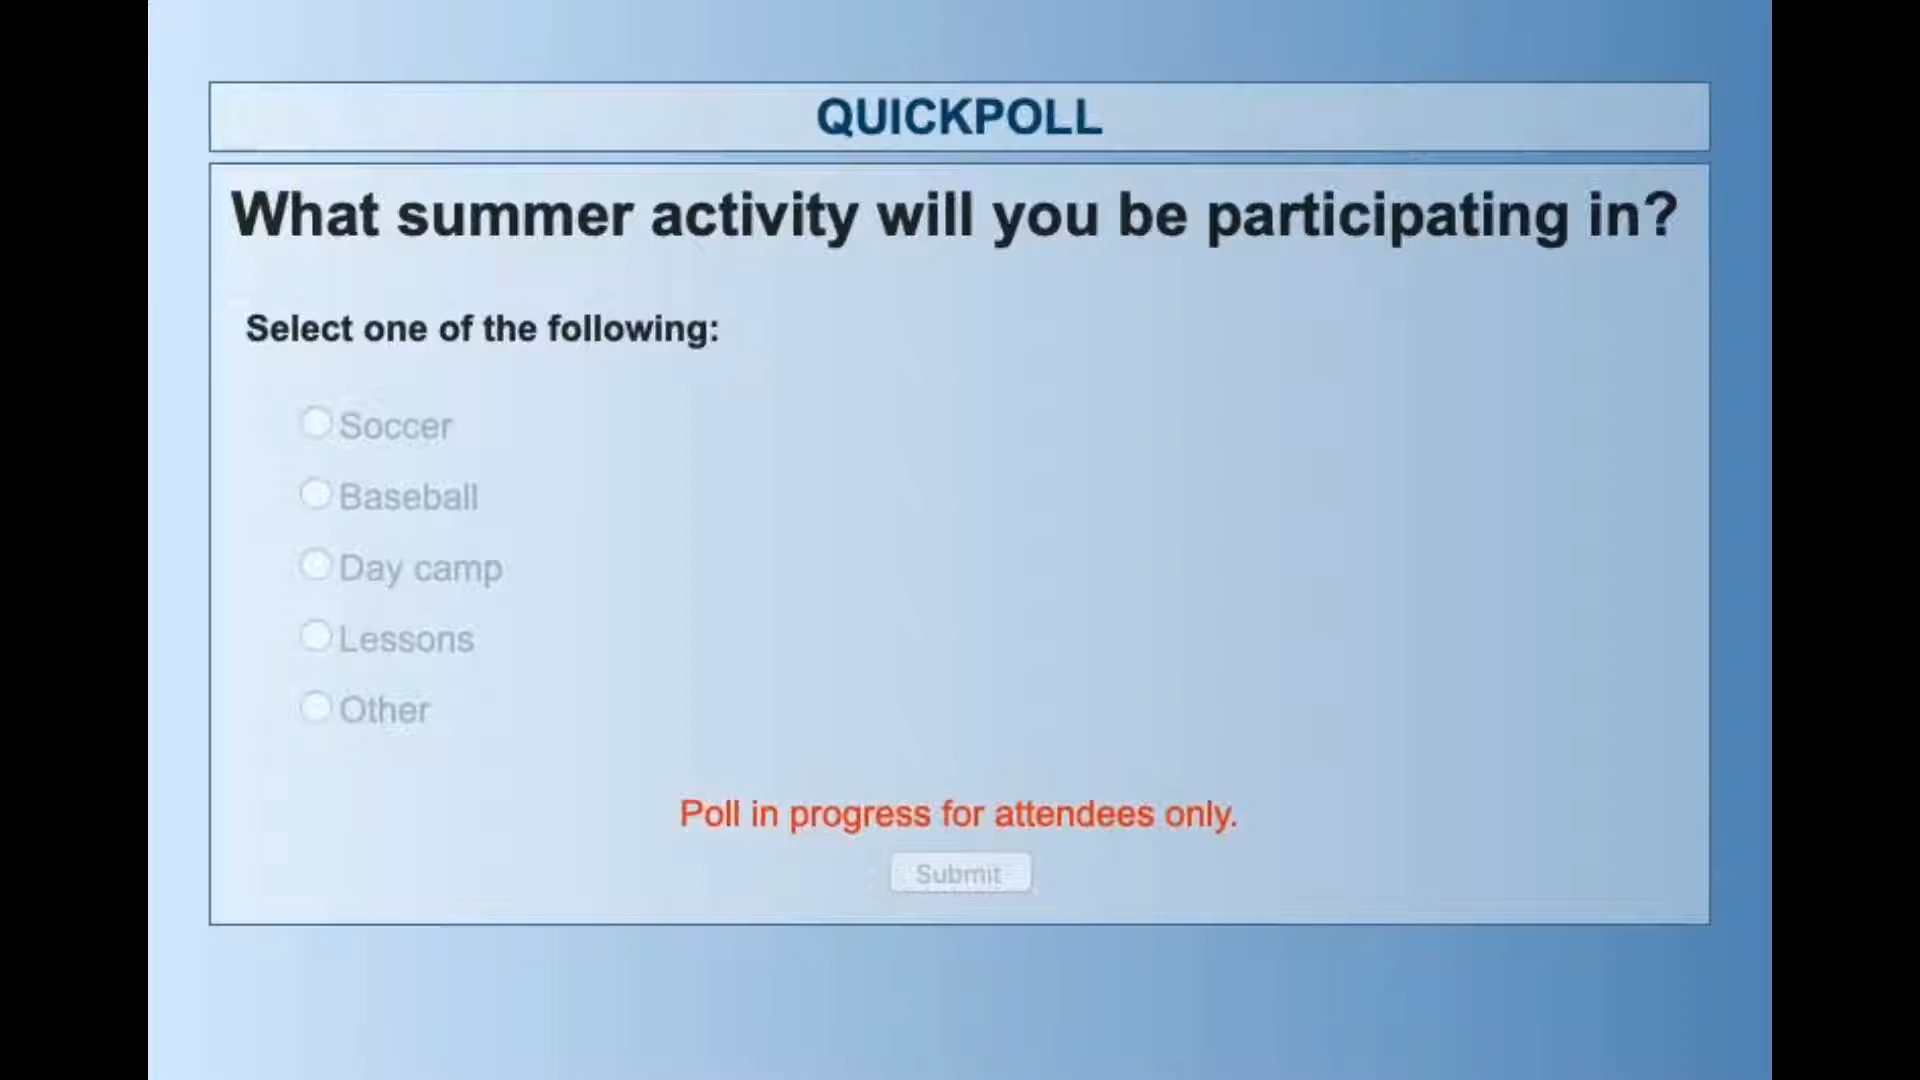 QUICKPOLL
What summer activity will you be participating in?
Select one of the following:
Soccer
Baseball
Day camp
Lessons
Other
Poll in progress for attendees only.
Submit